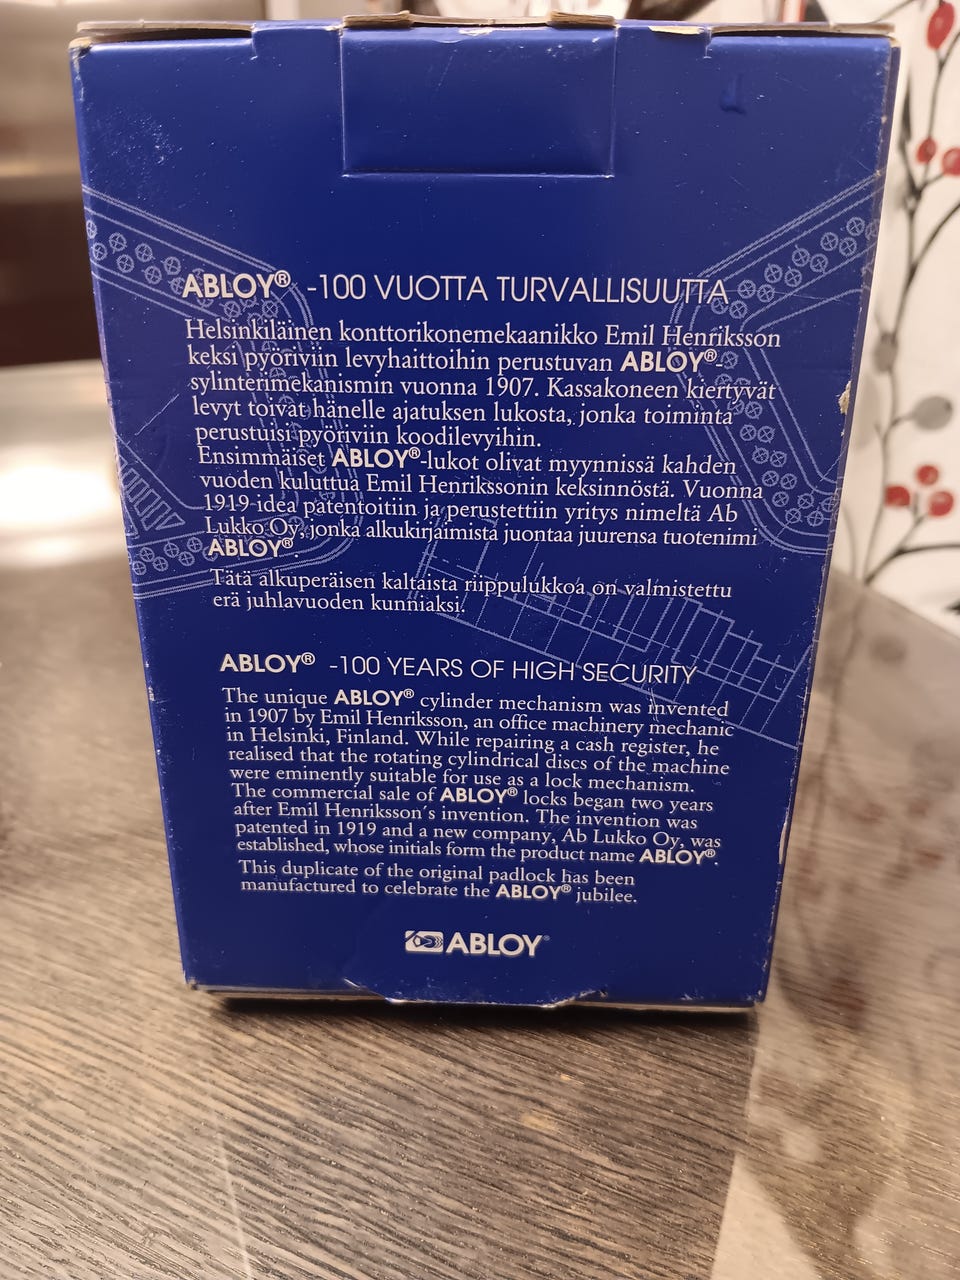 ABLOY® -100 VUOTTA TURVALLISUUTTA
Helsinkiläinen konttorikonemekaanikko Emil Henriksson
keksi pyöriviin levyhaittoihin perustuvan ABLOY®-
sylinterimekanismin vuonna 1907. Kassakoneen kiertyvät
levyt toivat hänelle ajatuksen lukosta, jonka toiminta
perustuisi pyöriviin koodilevyihin.
Ensimmäiset ABLOY®-lukot olivat myynnissä kahden
vuoden kuluttua Emil Henrikssonin keksinnöstä. Vuonna
1919 idea patentoitiin ja perustettiin yritys nimeltä Ab
Lukko Oy, jonka alkukirjaimista juontaa juurensa tuotenimi
ABLOY®.
Tätä alkuperäisen kaltaista riippulukkoa on valmistettu
erä juhlavuoden kunniaksi.
ABLOY® -100 YEARS OF HIGH SECURITY
The unique ABLOY® cylinder mechanism was invented
in 1907 by Emil Henriksson, an office machinery mechanic
in Helsinki, Finland. While repairing a cash register, he
realised that the rotating cylindrical discs of the machine
were eminently suitable for use as a lock mechanism.
The commercial sale of ABLOY® locks began two years
after Emil Henriksson's invention. The invention was
patented in 1919 and a new company, Ab Lukko Oy, was
established, whose initials form the product name ABLOY®.
This duplicate of the original padlock has been
manufactured to celebrate the ABLOY® jubilee.
ABLOY®